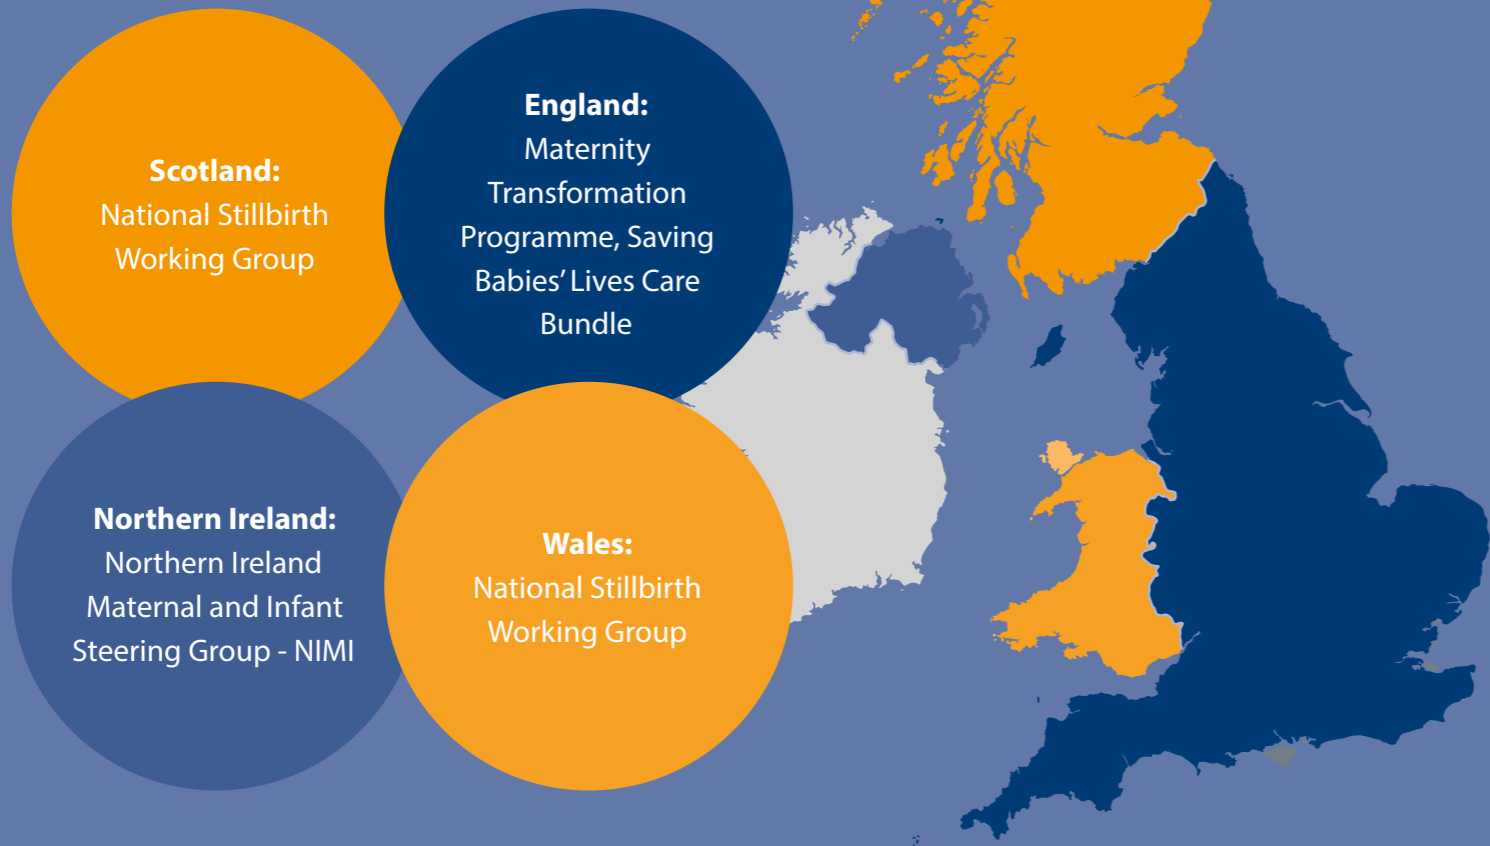 Scotland:
National Stillbirth
Working Group
England:
Maternity
Transformation
Programme, Saving
Babies’ Lives Care
Bundle
Northern Ireland:
Northern Ireland
Maternal and Infant
Steering Group - NIMI
Wales:
National Stillbirth
Working Group